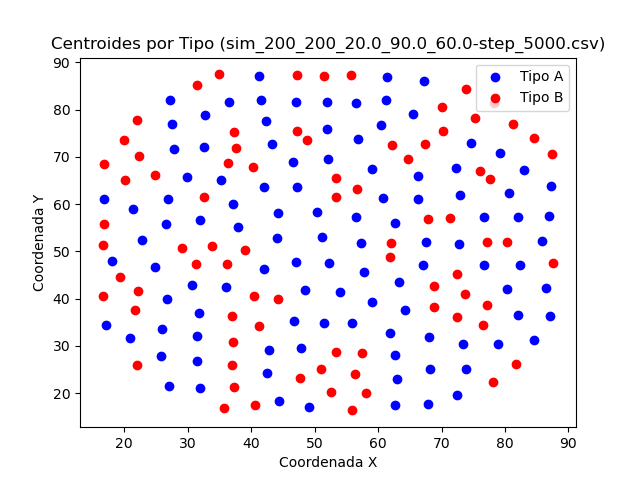 Centroides por Tipo (sim_200_200_20.0_90.0_60.0-step_5000.csv)
Tipo A
Tipo B
90
80
70
60
50
40
30
20
Coordenada Y
20 30 40 50 60 70 80 90
Coordenada X